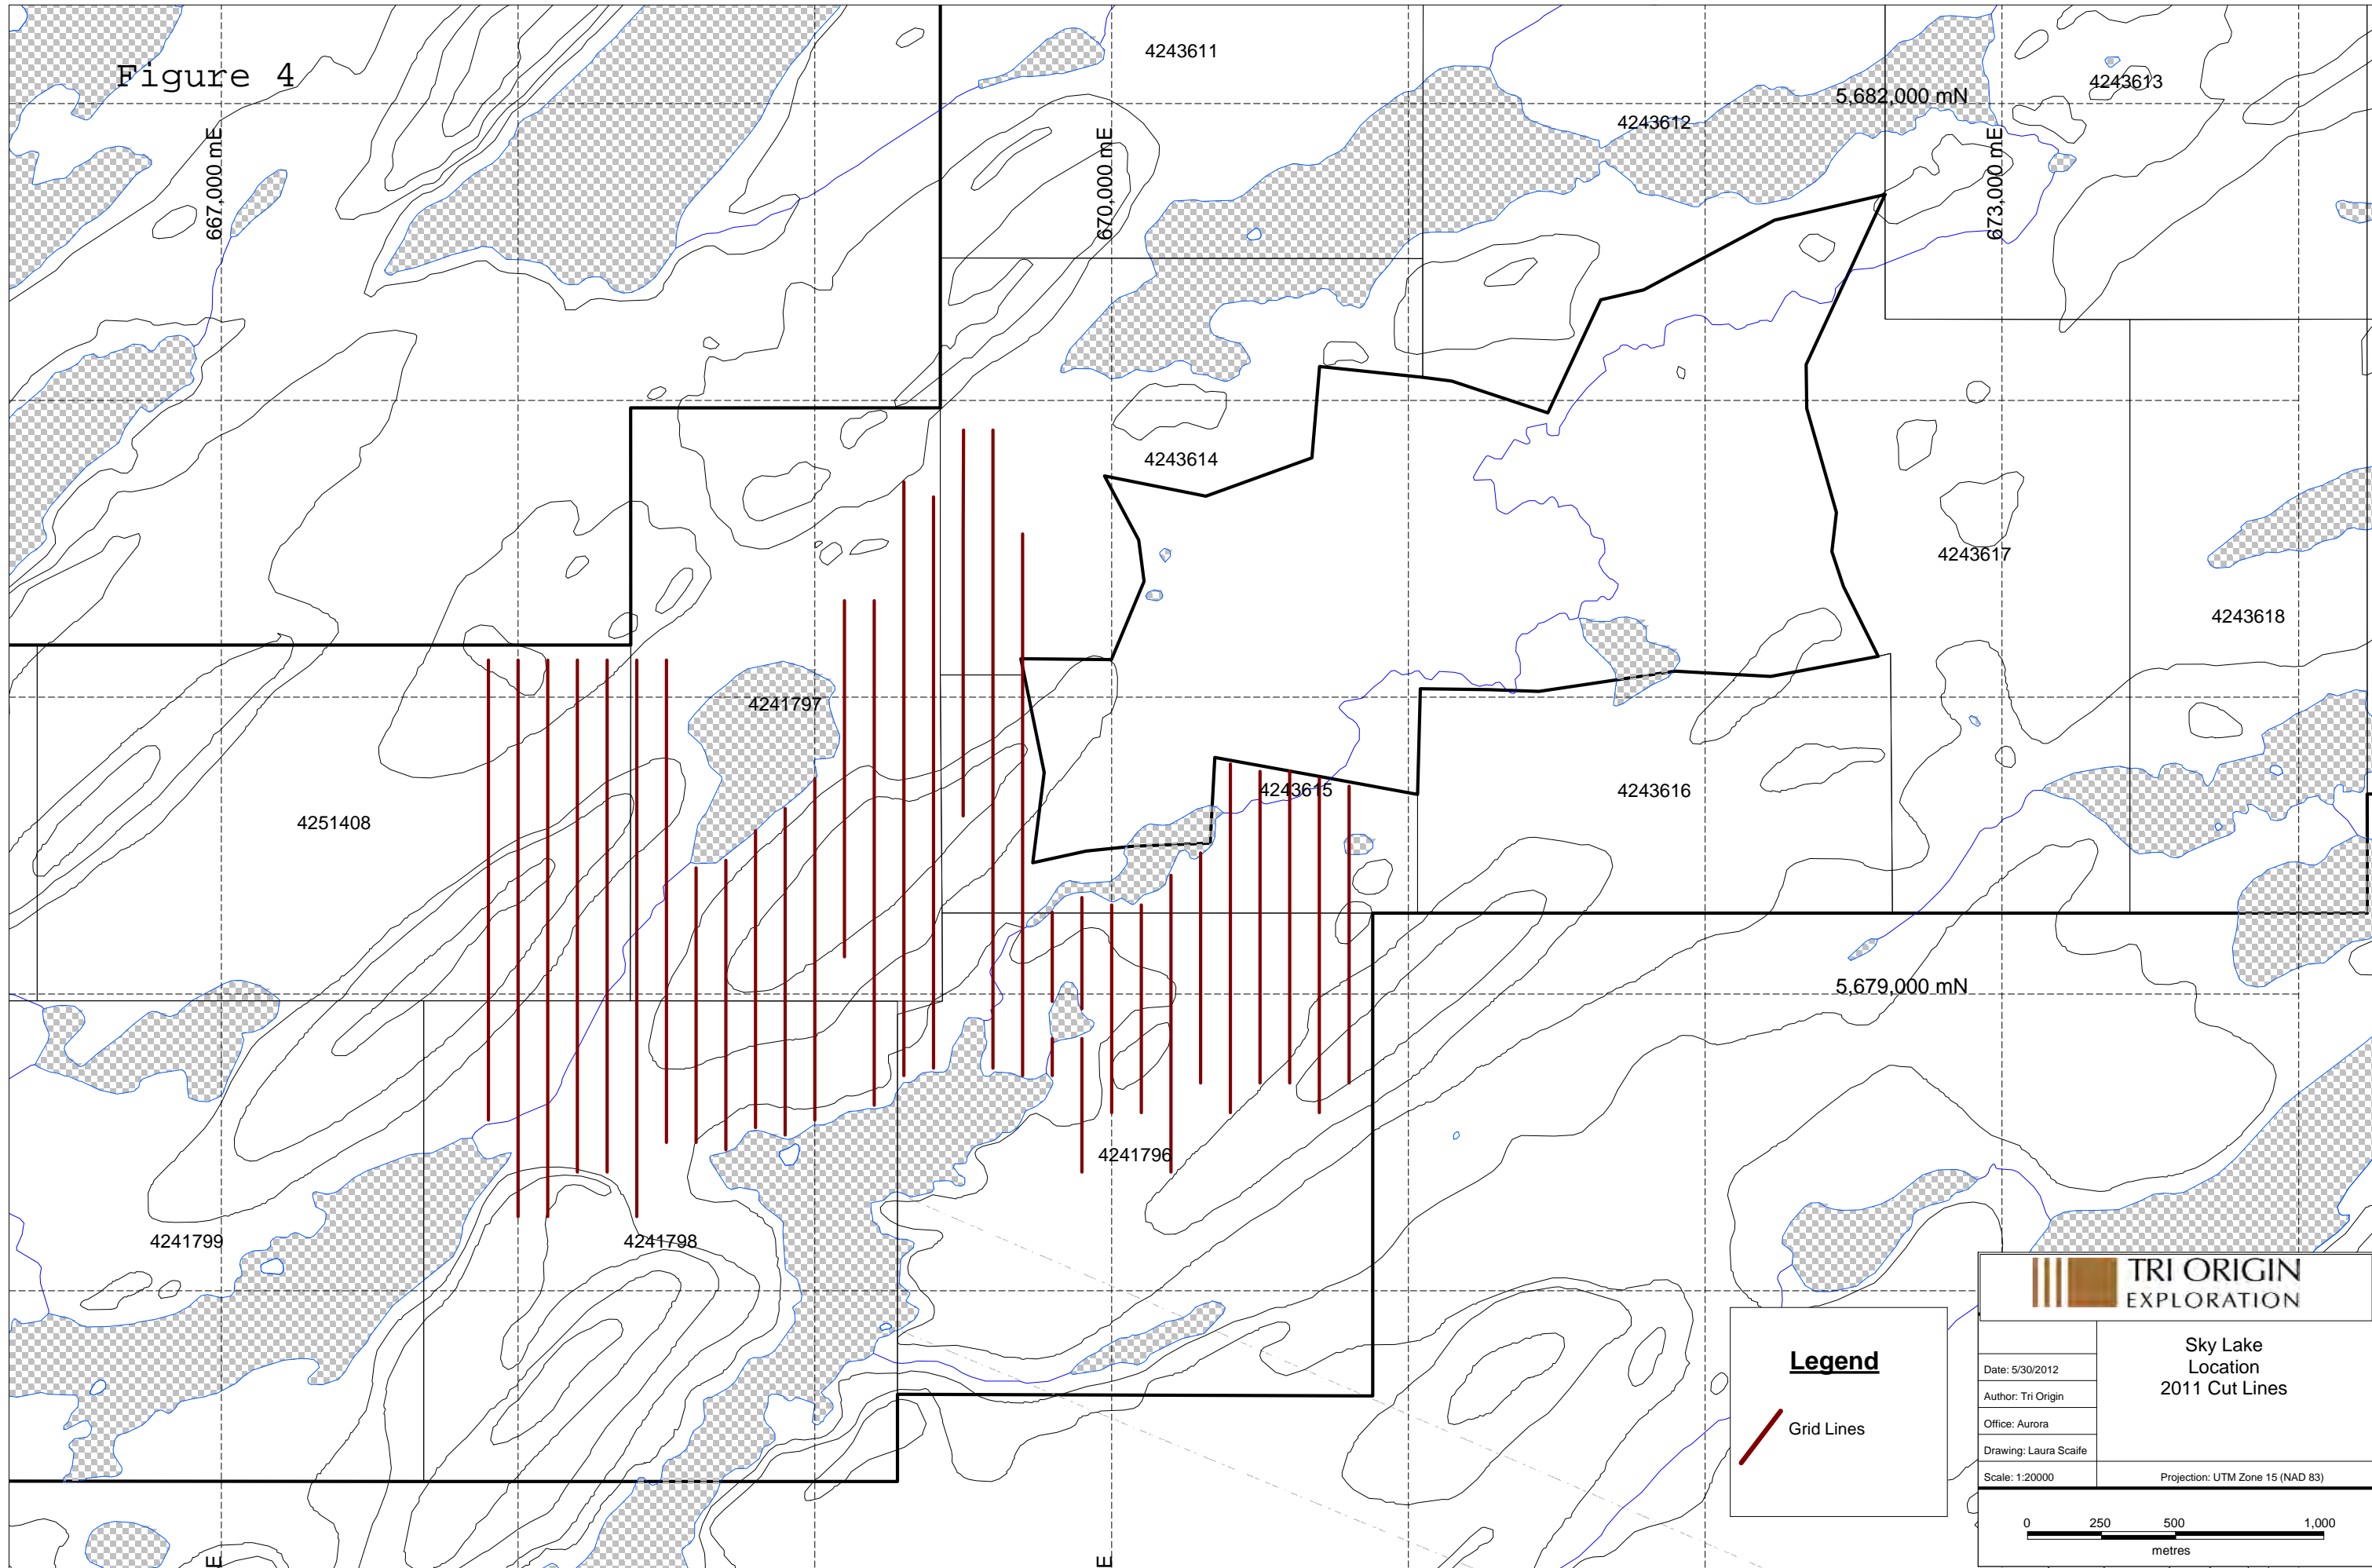 Figure 4
4243611
4243613
5,682,000 mN
4243612
667,000 mE
670,000 mE
673,000 mE
4243614
4243617
4243618
4241797
4243615
4243616
4251408
5,679,000 mN
4241796
4241799
4241798
Legend
Grid Lines
TRI ORIGIN
EXPLORATION
Sky Lake
Location
2011 Cut Lines
Date: 5/30/2012
Author: Tri Origin
Office: Aurora
Drawing: Laura Scaife
Scale: 1:20000
Projection: UTM Zone 15 (NAD 83)
0 250 500 1,000
metres
E
E